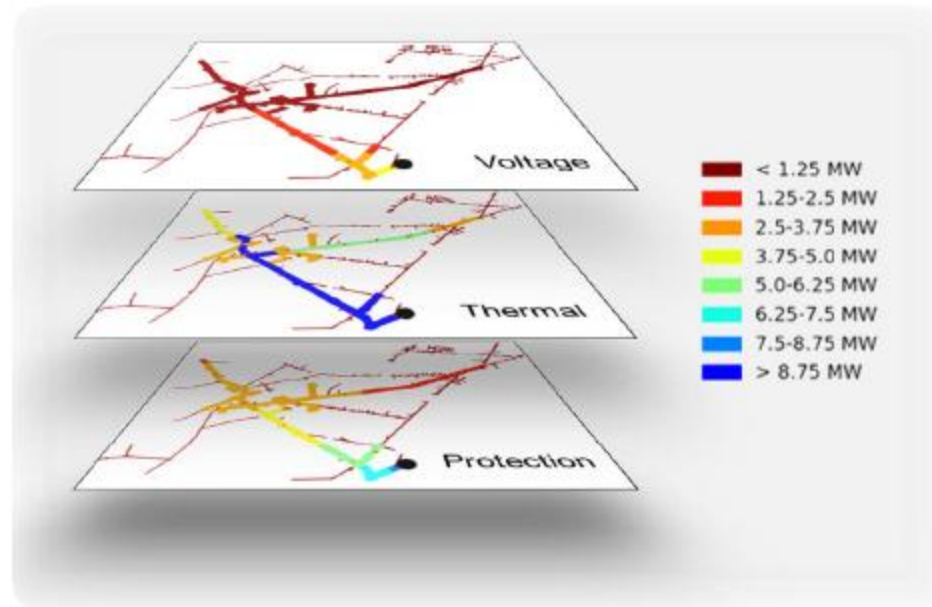 Voltage
Thermal
Protection
< 1.25 MW
1.25-2.5 MW
2.5-3.75 MW
3.75-5.0 MW
5.0-6.25 MW
6.25-7.5 MW
7.5-8.75 MW
> 8.75 MW